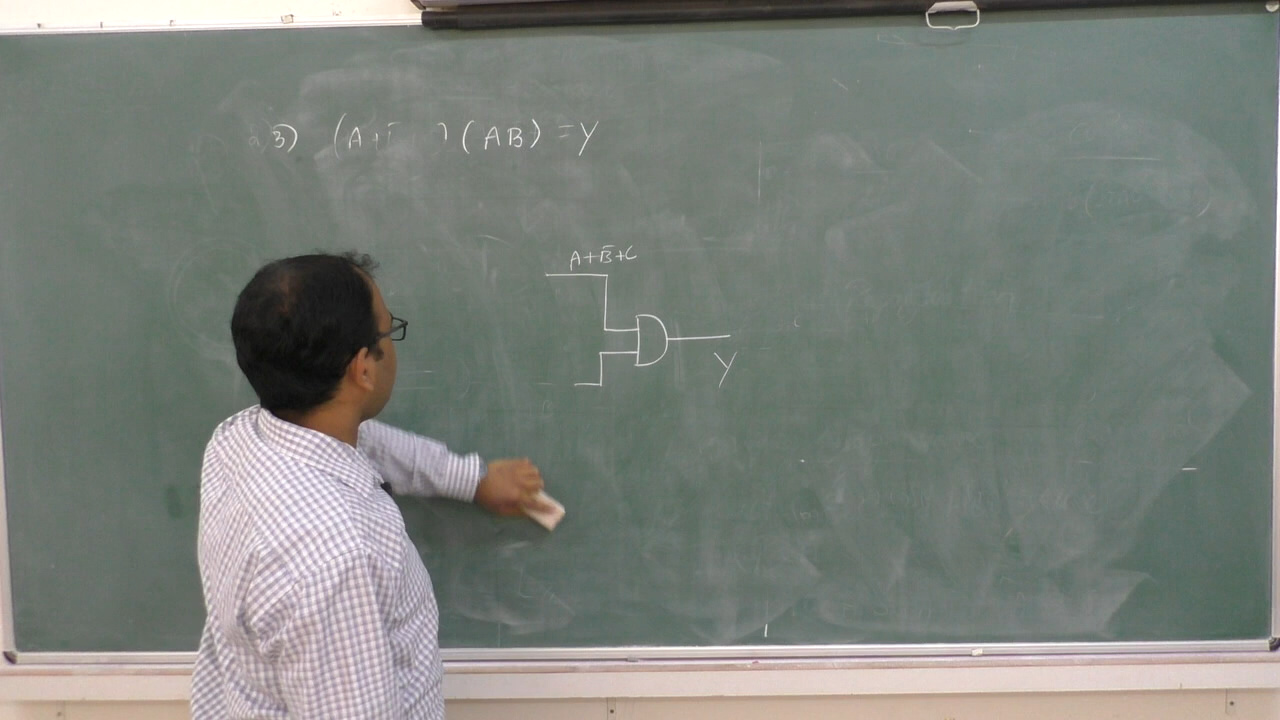 3) (A+ ) (AB) = Y
A+B̅+C
Y